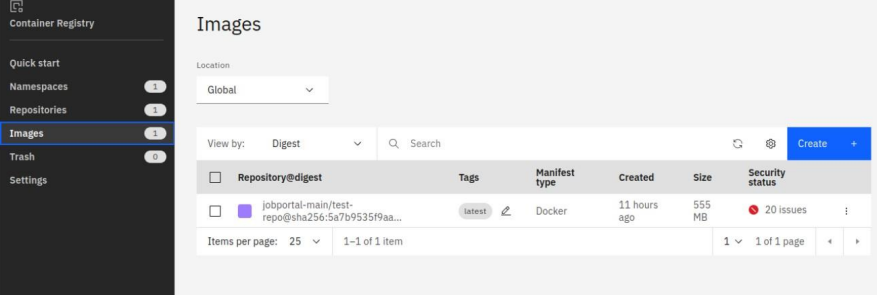 Container Registry
Quick start
Namespaces 1
Repositories 1
Images 1
Trash 0
Settings
Images
Location
Global
View by: Digest Search Create +
Repository@digest Tags Manifest type Created Size Security status
jobportal-main/test-
repo@sha256:5a7b9535f9aa...
latest Docker 11 hours ago 555 MB 20 issues
Items per page: 25 1–1 of 1 item 1 1 of 1 page